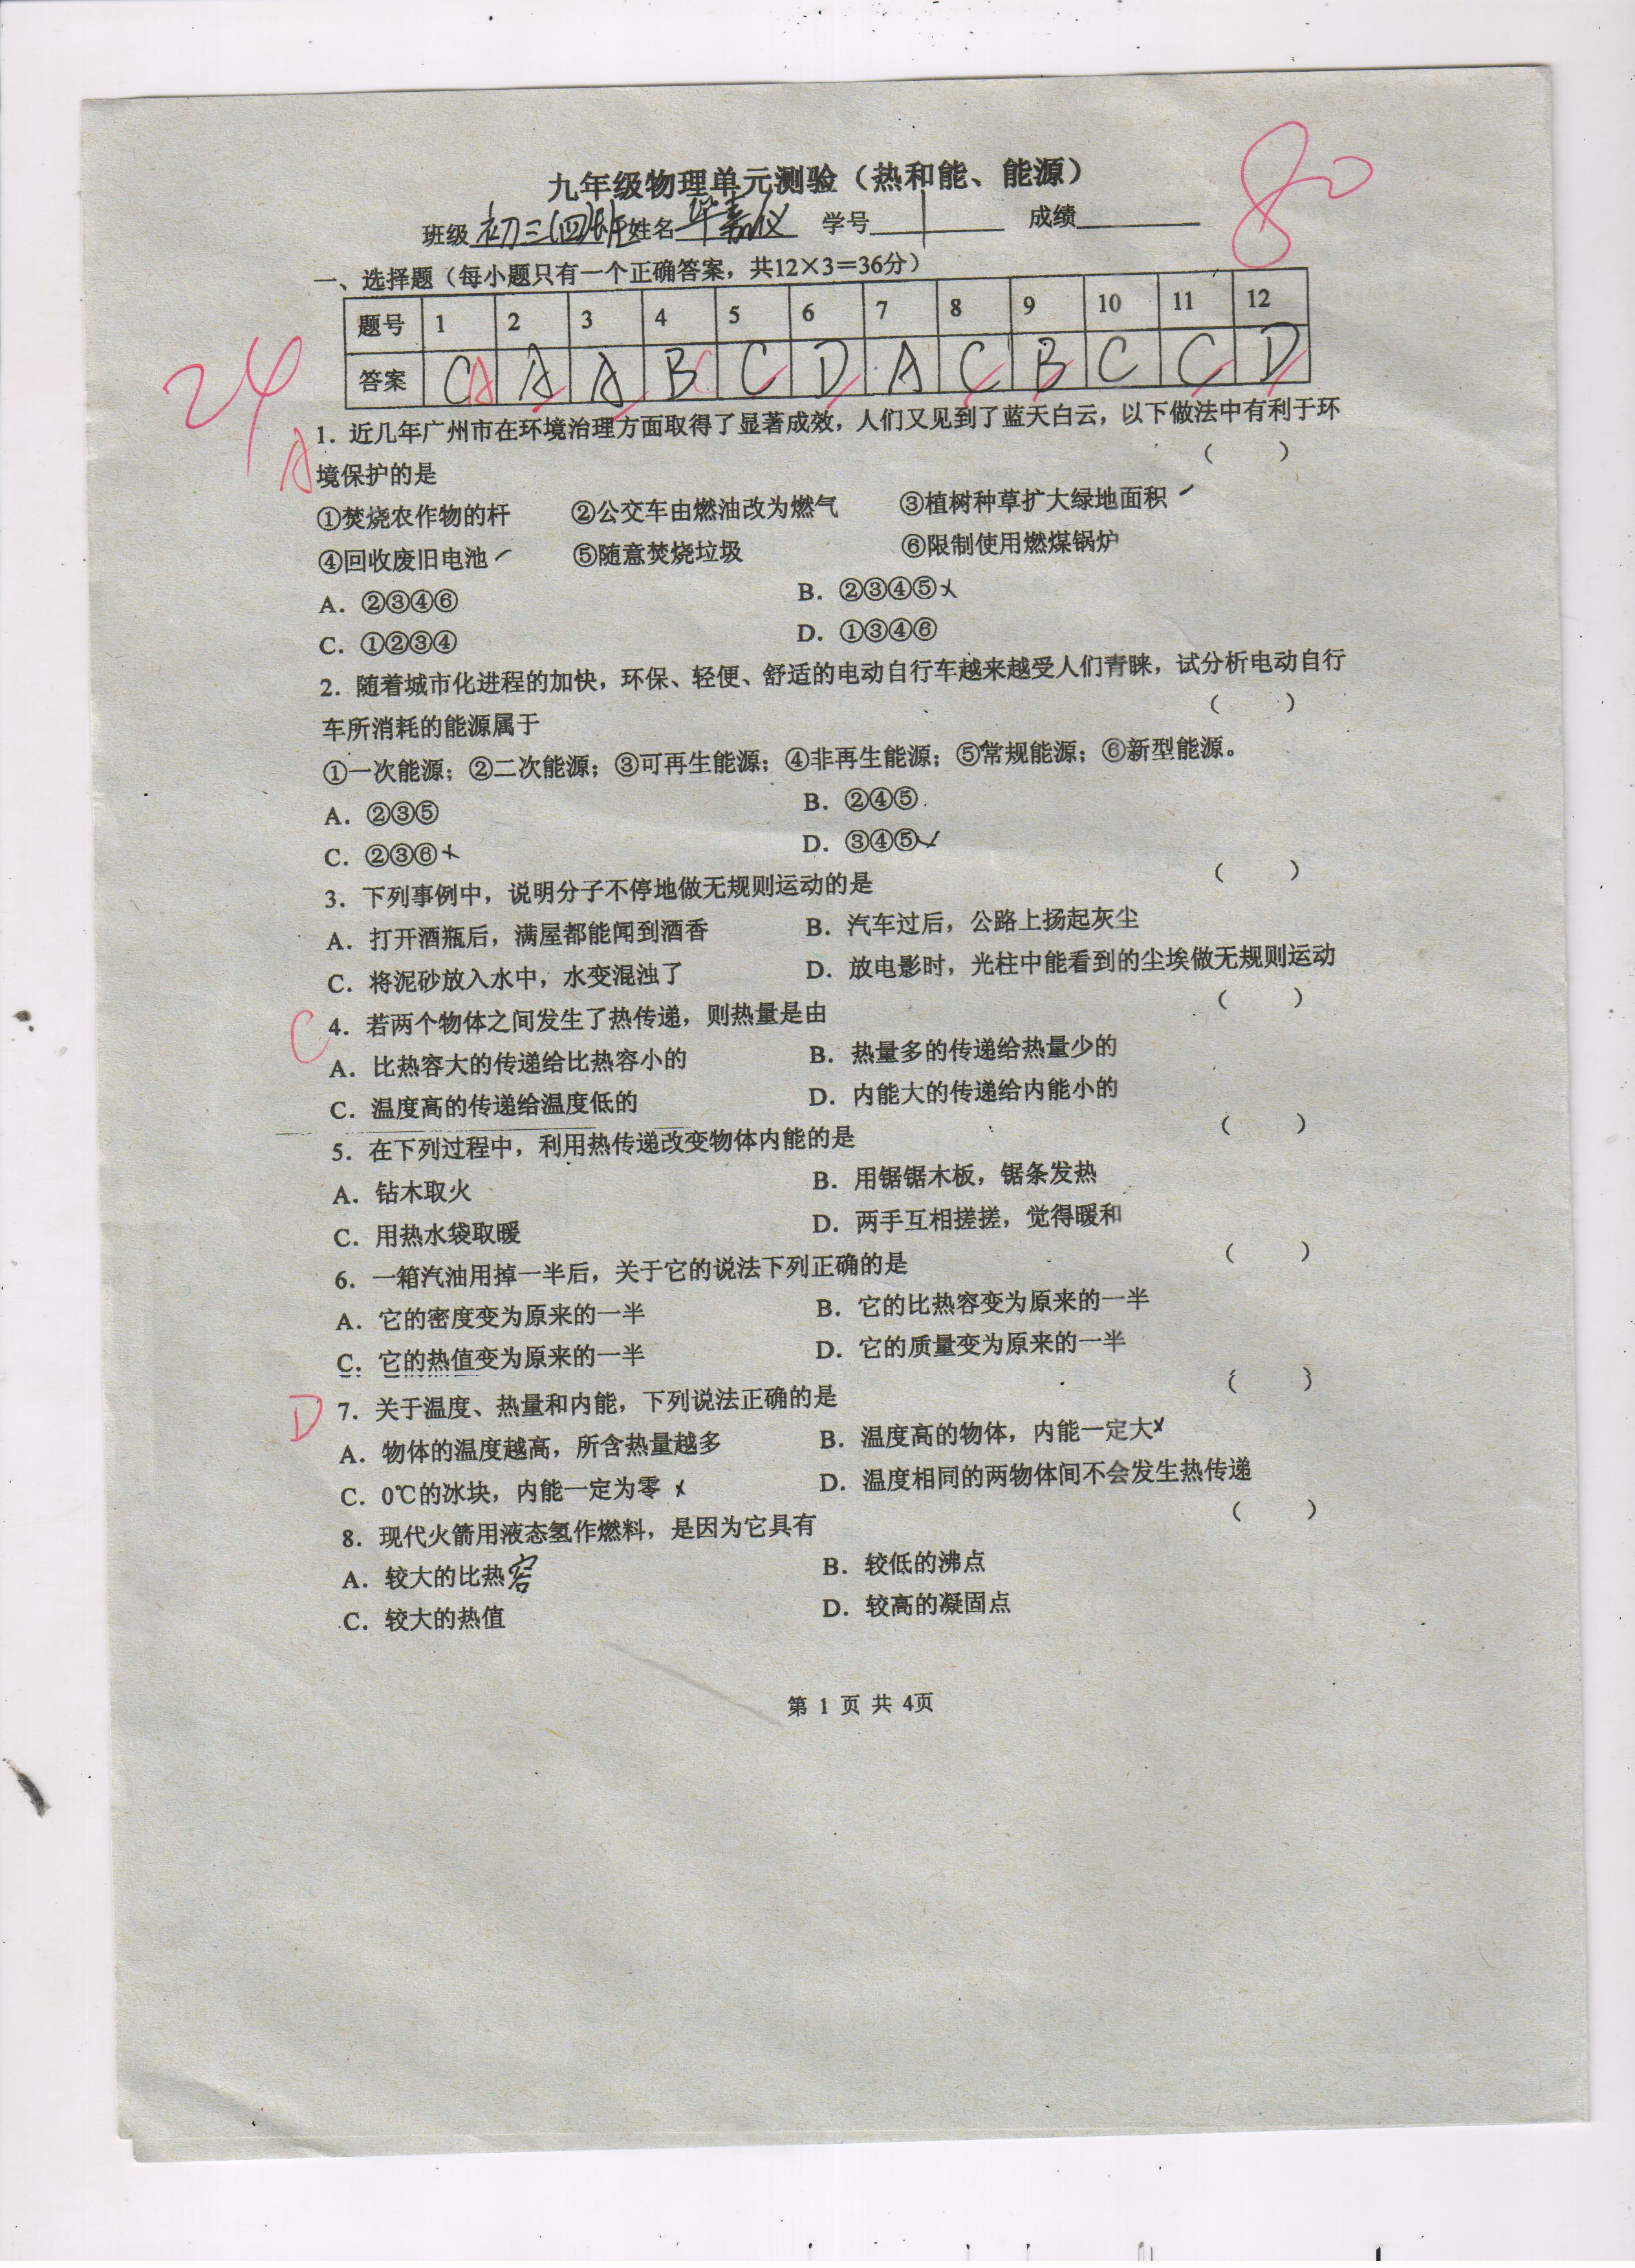 九年级物理单元测验（热和能、能源）
80
班级 初三(四)班 姓名 华嘉仪 学号 1 成绩
一、选择题（每小题只有一个正确答案，共12×3＝36分）
题号 1 2 3 4 5 6 7 8 9 10 11 12
答案 C A A A B C C D A C B C C D
24
A
1．近几年广州市在环境治理方面取得了显著成效，人们又见到了蓝天白云，以下做法中有利于环
境保护的是 （ ）
①焚烧农作物的杆 ②公交车由燃油改为燃气 ③植树种草扩大绿地面积
④回收废旧电池 ⑤随意焚烧垃圾 ⑥限制使用燃煤锅炉
A．②③④⑥ B．②③④⑤
C．①②③④ D．①③④⑥
2．随着城市化进程的加快，环保、轻便、舒适的电动自行车越来越受人们青睐，试分析电动自行
车所消耗的能源属于 （ ）
①一次能源；②二次能源；③可再生能源；④非再生能源；⑤常规能源；⑥新型能源。
A．②③⑤ B．②④⑤
C．②③⑥ D．③④⑤
3．下列事例中，说明分子不停地做无规则运动的是 （ ）
A．打开酒瓶后，满屋都能闻到酒香 B．汽车过后，公路上扬起灰尘
C．将泥砂放入水中，水变混浊了 D．放电影时，光柱中能看到的尘埃做无规则运动
C 4．若两个物体之间发生了热传递，则热量是由 （ ）
A．比热容大的传递给比热容小的 B．热量多的传递给热量少的
C．温度高的传递给温度低的 D．内能大的传递给内能小的
5．在下列过程中，利用热传递改变物体内能的是 （ ）
A．钻木取火 B．用锯锯木板，锯条发热
C．用热水袋取暖 D．两手互相搓搓，觉得暖和
6．一箱汽油用掉一半后，关于它的说法下列正确的是 （ ）
A．它的密度变为原来的一半 B．它的比热容变为原来的一半
C．它的热值变为原来的一半 D．它的质量变为原来的一半
D 7．关于温度、热量和内能，下列说法正确的是 （ ）
A．物体的温度越高，所含热量越多 B．温度高的物体，内能一定大
C．0℃的冰块，内能一定为零 D．温度相同的两物体间不会发生热传递
8．现代火箭用液态氢作燃料，是因为它具有 （ ）
A．较大的比热容 B．较低的沸点
C．较大的热值 D．较高的凝固点
第 1 页 共 4页